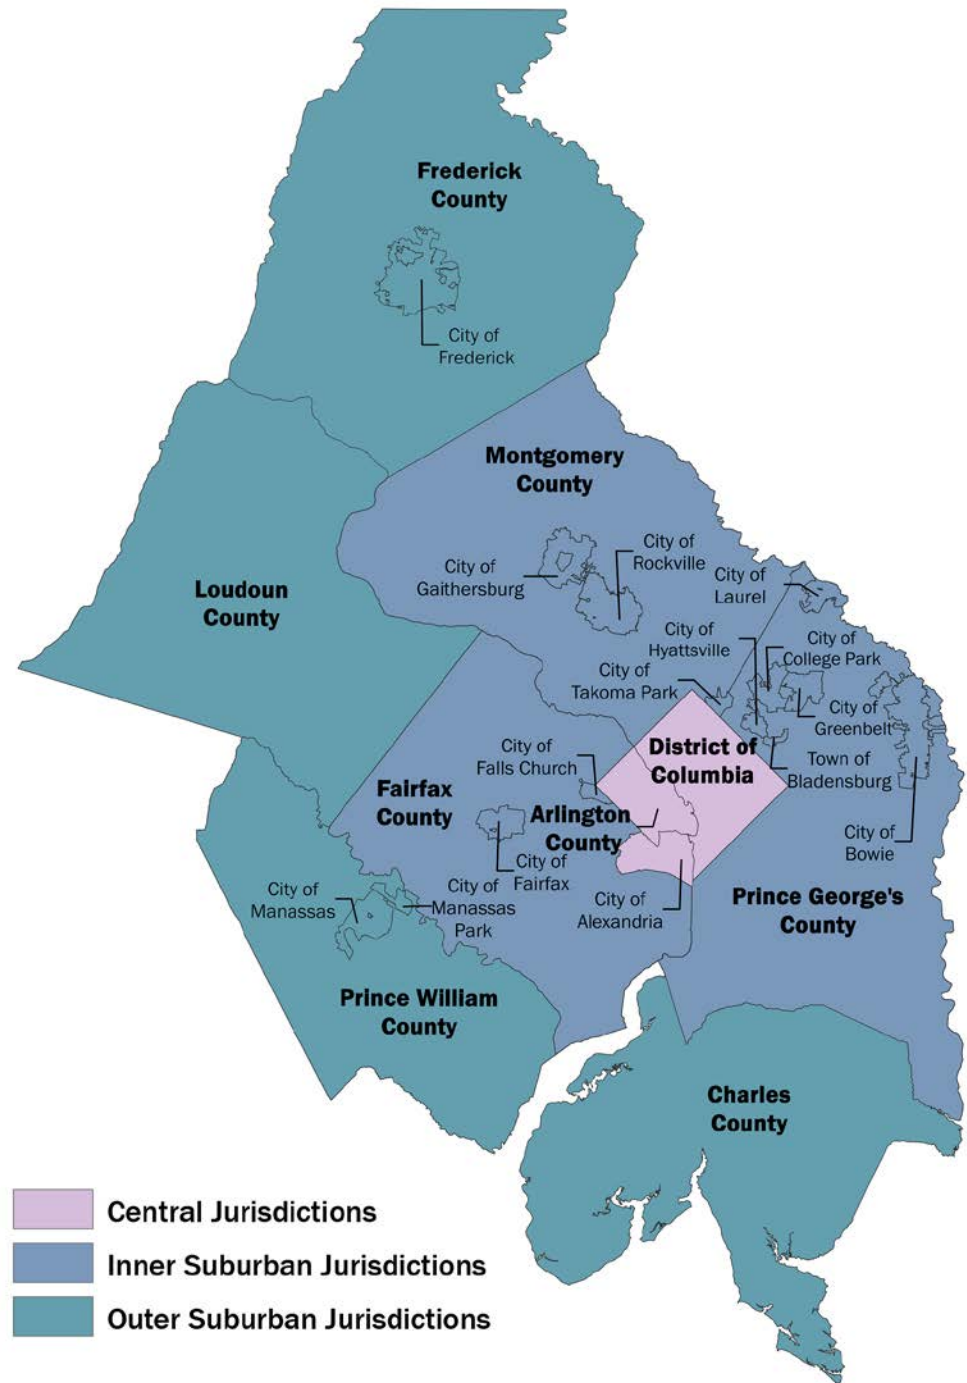 Frederick
County
City of
Frederick
Montgomery
County
City of
Rockville
City of
Gaithersburg
City of
Laurel
Loudoun
County
City of
Hyattsville
City of
College Park
City of
Takoma Park
City of
Greenbelt
District of
Columbia
City of
Falls Church
Town of
Bladensburg
Fairfax
County
Arlington
County
City of
Bowie
City of
Fairfax
City of
Manassas
City of
Manassas
Park
City of
Alexandria
Prince George's
County
Prince William
County
Charles
County
Central Jurisdictions
Inner Suburban Jurisdictions
Outer Suburban Jurisdictions